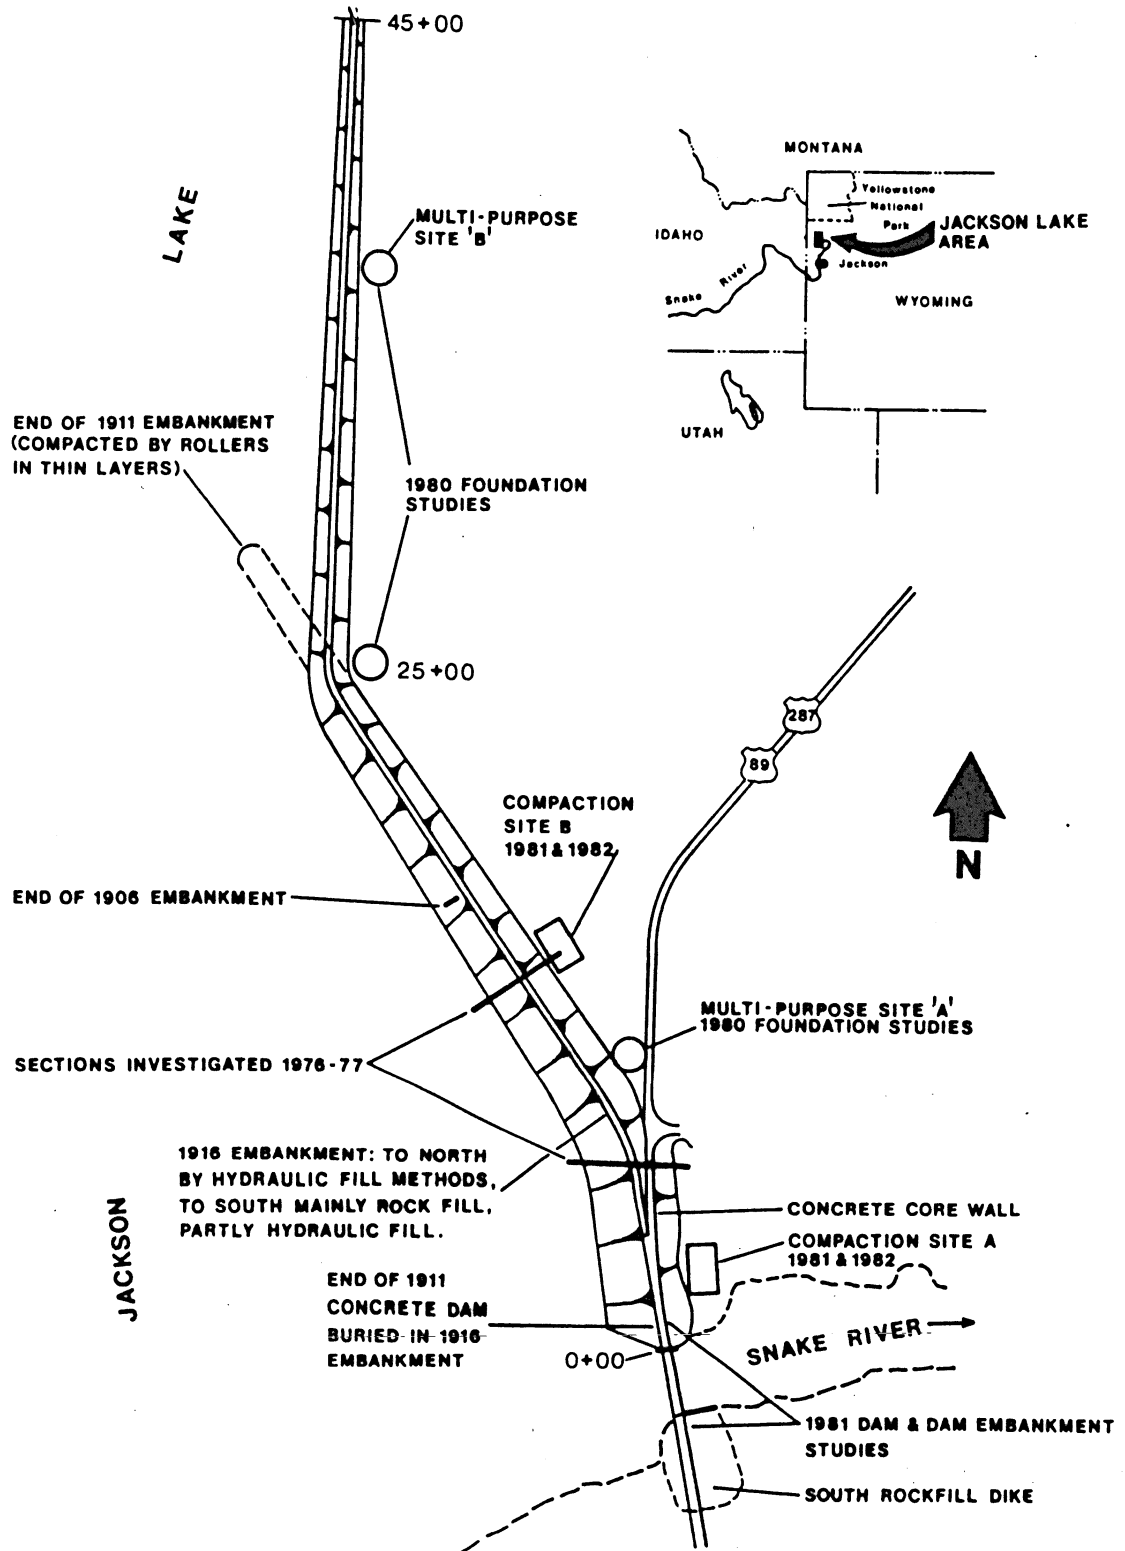 45+00
LAKE
MULTI-PURPOSE
SITE 'B'
MONTANA
Yellowstone
National
Park
JACKSON LAKE
AREA
IDAHO
Jackson
Snake River
WYOMING
UTAH
END OF 1911 EMBANKMENT
(COMPACTED BY ROLLERS
IN THIN LAYERS)
1980 FOUNDATION
STUDIES
25+00
287
89
N
COMPACTION
SITE B
1981 & 1982
END OF 1906 EMBANKMENT
MULTI-PURPOSE SITE 'A'
1980 FOUNDATION STUDIES
SECTIONS INVESTIGATED 1976-77
1916 EMBANKMENT: TO NORTH
BY HYDRAULIC FILL METHODS,
TO SOUTH MAINLY ROCK FILL,
PARTLY HYDRAULIC FILL.
JACKSON
CONCRETE CORE WALL
COMPACTION SITE A
1981 & 1982
END OF 1911
CONCRETE DAM
BURIED IN 1916
EMBANKMENT
0+00
SNAKE RIVER
1981 DAM & DAM EMBANKMENT
STUDIES
SOUTH ROCKFILL DIKE